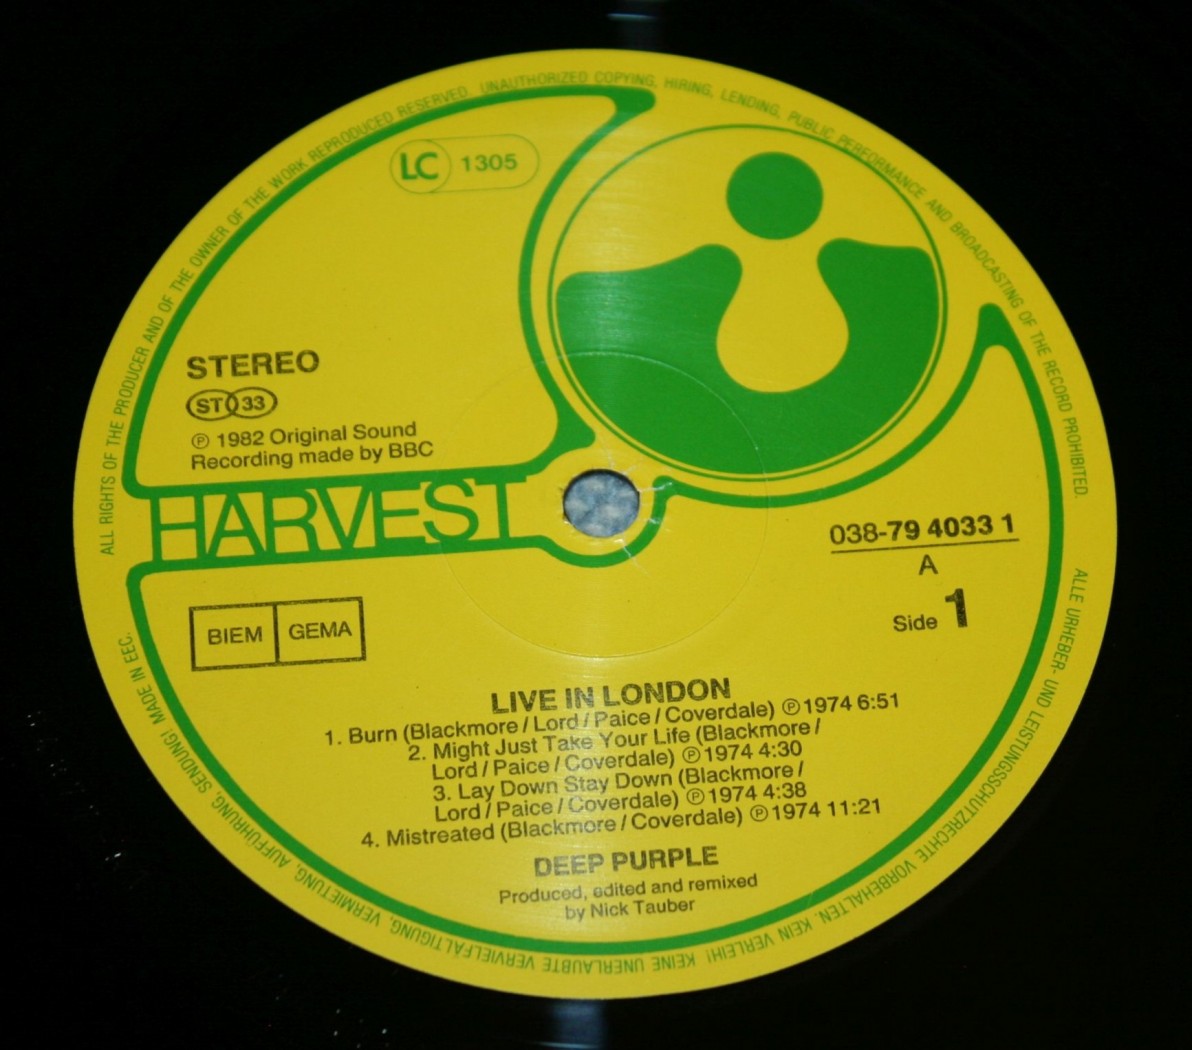 ALL RIGHTS OF THE PRODUCER AND OF THE OWNER OF THE WORK REPRODUCED RESERVED. UNAUTHORIZED COPYING, HIRING, LENDING, PUBLIC PERFORMANCE AND BROADCASTING OF THE RECORD PROHIBITED.
LC 1305
STEREO
ST 33
℗ 1982 Original Sound
Recording made by BBC
HARVEST
038-79 4033 1
A
Side 1
BIEM GEMA
LIVE IN LONDON
1. Burn (Blackmore / Lord / Paice / Coverdale) ℗ 1974 6:51
2. Might Just Take Your Life (Blackmore /
Lord / Paice / Coverdale) ℗ 1974 4:30
3. Lay Down Stay Down (Blackmore /
Lord / Paice / Coverdale) ℗ 1974 4:38
4. Mistreated (Blackmore / Coverdale) ℗ 1974 11:21
DEEP PURPLE
Produced, edited and remixed
by Nick Tauber
ALLE URHEBER- UND LEISTUNGSSCHUTZRECHTE VORBEHALTEN. KEIN VERLEIH! KEINE UNERLAUBTE VERVIELFÄLTIGUNG, VERMIETUNG, AUFFÜHRUNG, SENDUNG! MADE IN EEC.